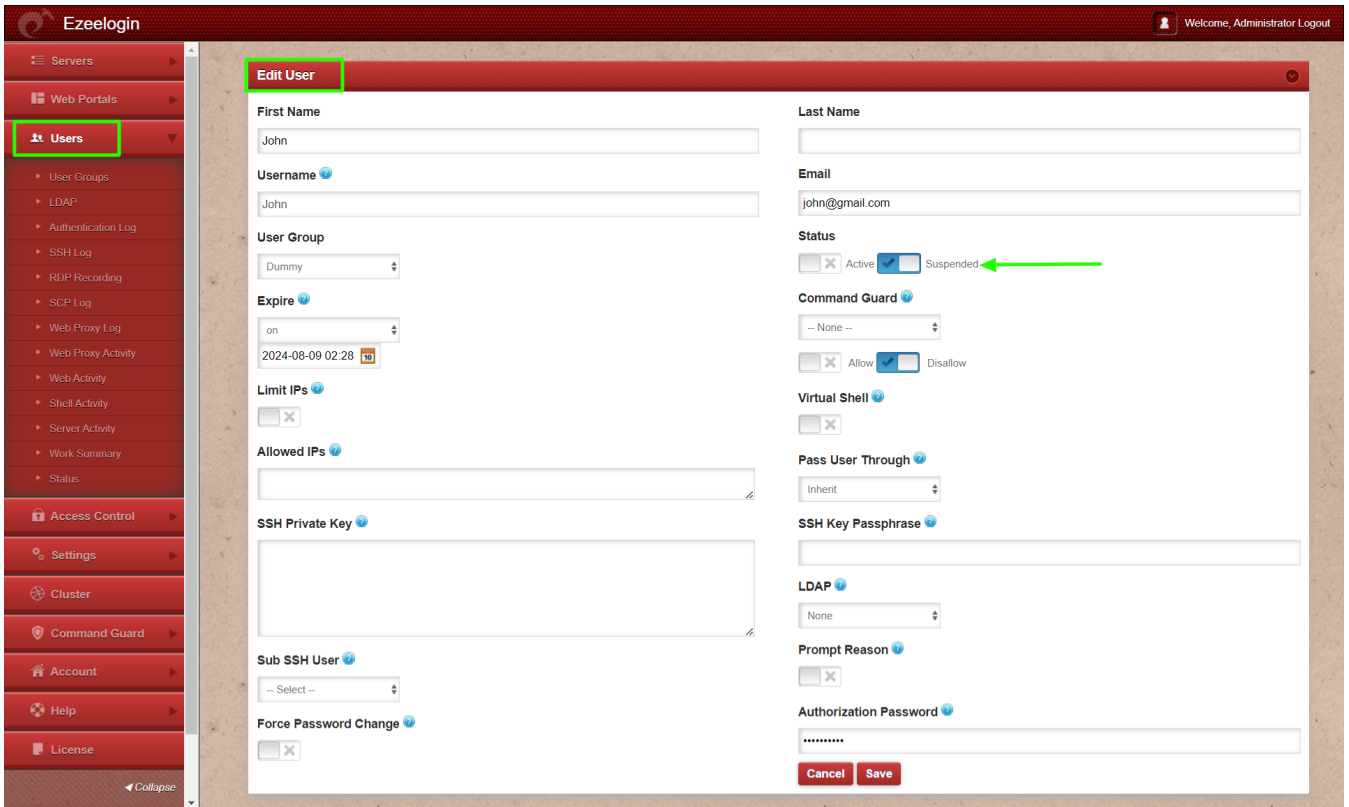 Ezeelogin
Welcome, Administrator Logout
Servers
Web Portals
Users
User Groups
LDAP
Authentication Log
SSH Log
RDP Recording
SCP Log
Web Proxy Log
Web Proxy Activity
Web Activity
Shell Activity
Server Activity
Work Summary
Status
Access Control
Settings
Cluster
Command Guard
Account
Help
License
Collapse
Edit User
First Name
John
Last Name
Username
John
Email
john@gmail.com
User Group
Dummy
Status
Active Suspended
Expire
on
2024-08-09 02:28 10
Command Guard
-- None --
Allow Disallow
Limit IPs
Virtual Shell
Allowed IPs
Pass User Through
Inherit
SSH Private Key
SSH Key Passphrase
LDAP
None
Sub SSH User
-- Select --
Prompt Reason
Force Password Change
Authorization Password
••••••••••
Cancel Save